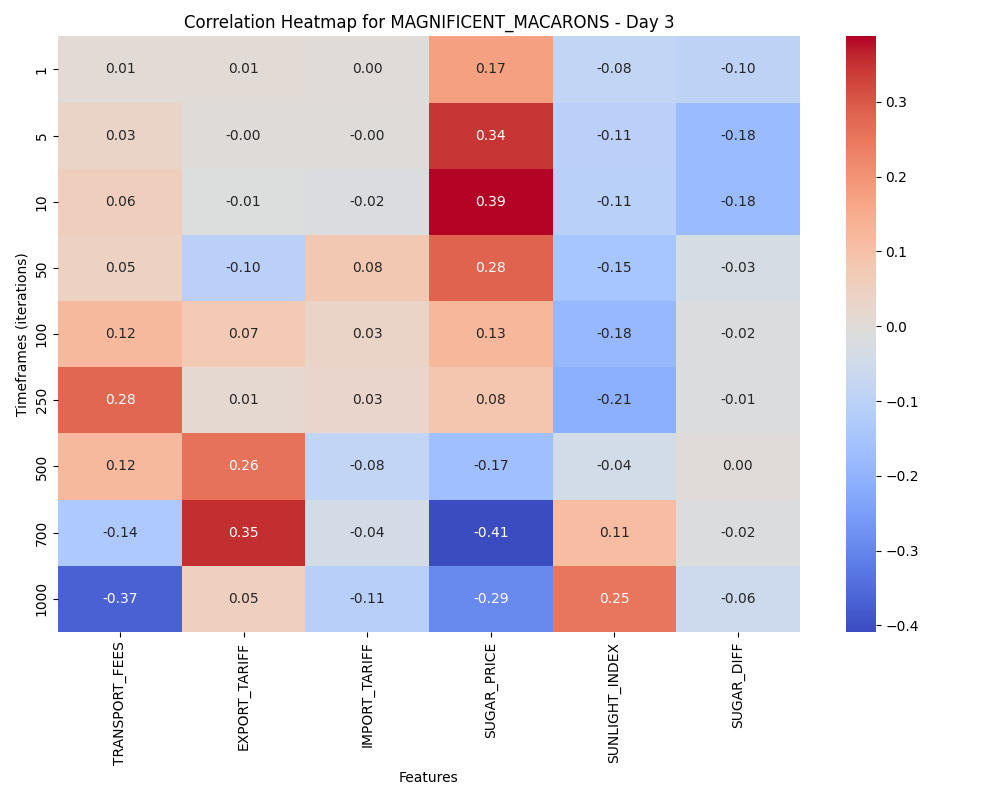 Correlation Heatmap for MAGNIFICENT_MACARONS - Day 3
Timeframes (iterations)
1 0.01 0.01 0.00 0.17 -0.08 -0.10
5 0.03 -0.00 -0.00 0.34 -0.11 -0.18
10 0.06 -0.01 -0.02 0.39 -0.11 -0.18
50 0.05 -0.10 0.08 0.28 -0.15 -0.03
100 0.12 0.07 0.03 0.13 -0.18 -0.02
250 0.28 0.01 0.03 0.08 -0.21 -0.01
500 0.12 0.26 -0.08 -0.17 -0.04 0.00
700 -0.14 0.35 -0.04 -0.41 0.11 -0.02
1000 -0.37 0.05 -0.11 -0.29 0.25 -0.06
TRANSPORT_FEES
EXPORT_TARIFF
IMPORT_TARIFF
SUGAR_PRICE
SUNLIGHT_INDEX
SUGAR_DIFF
Features
0.3
0.2
0.1
0.0
−0.1
−0.2
−0.3
−0.4